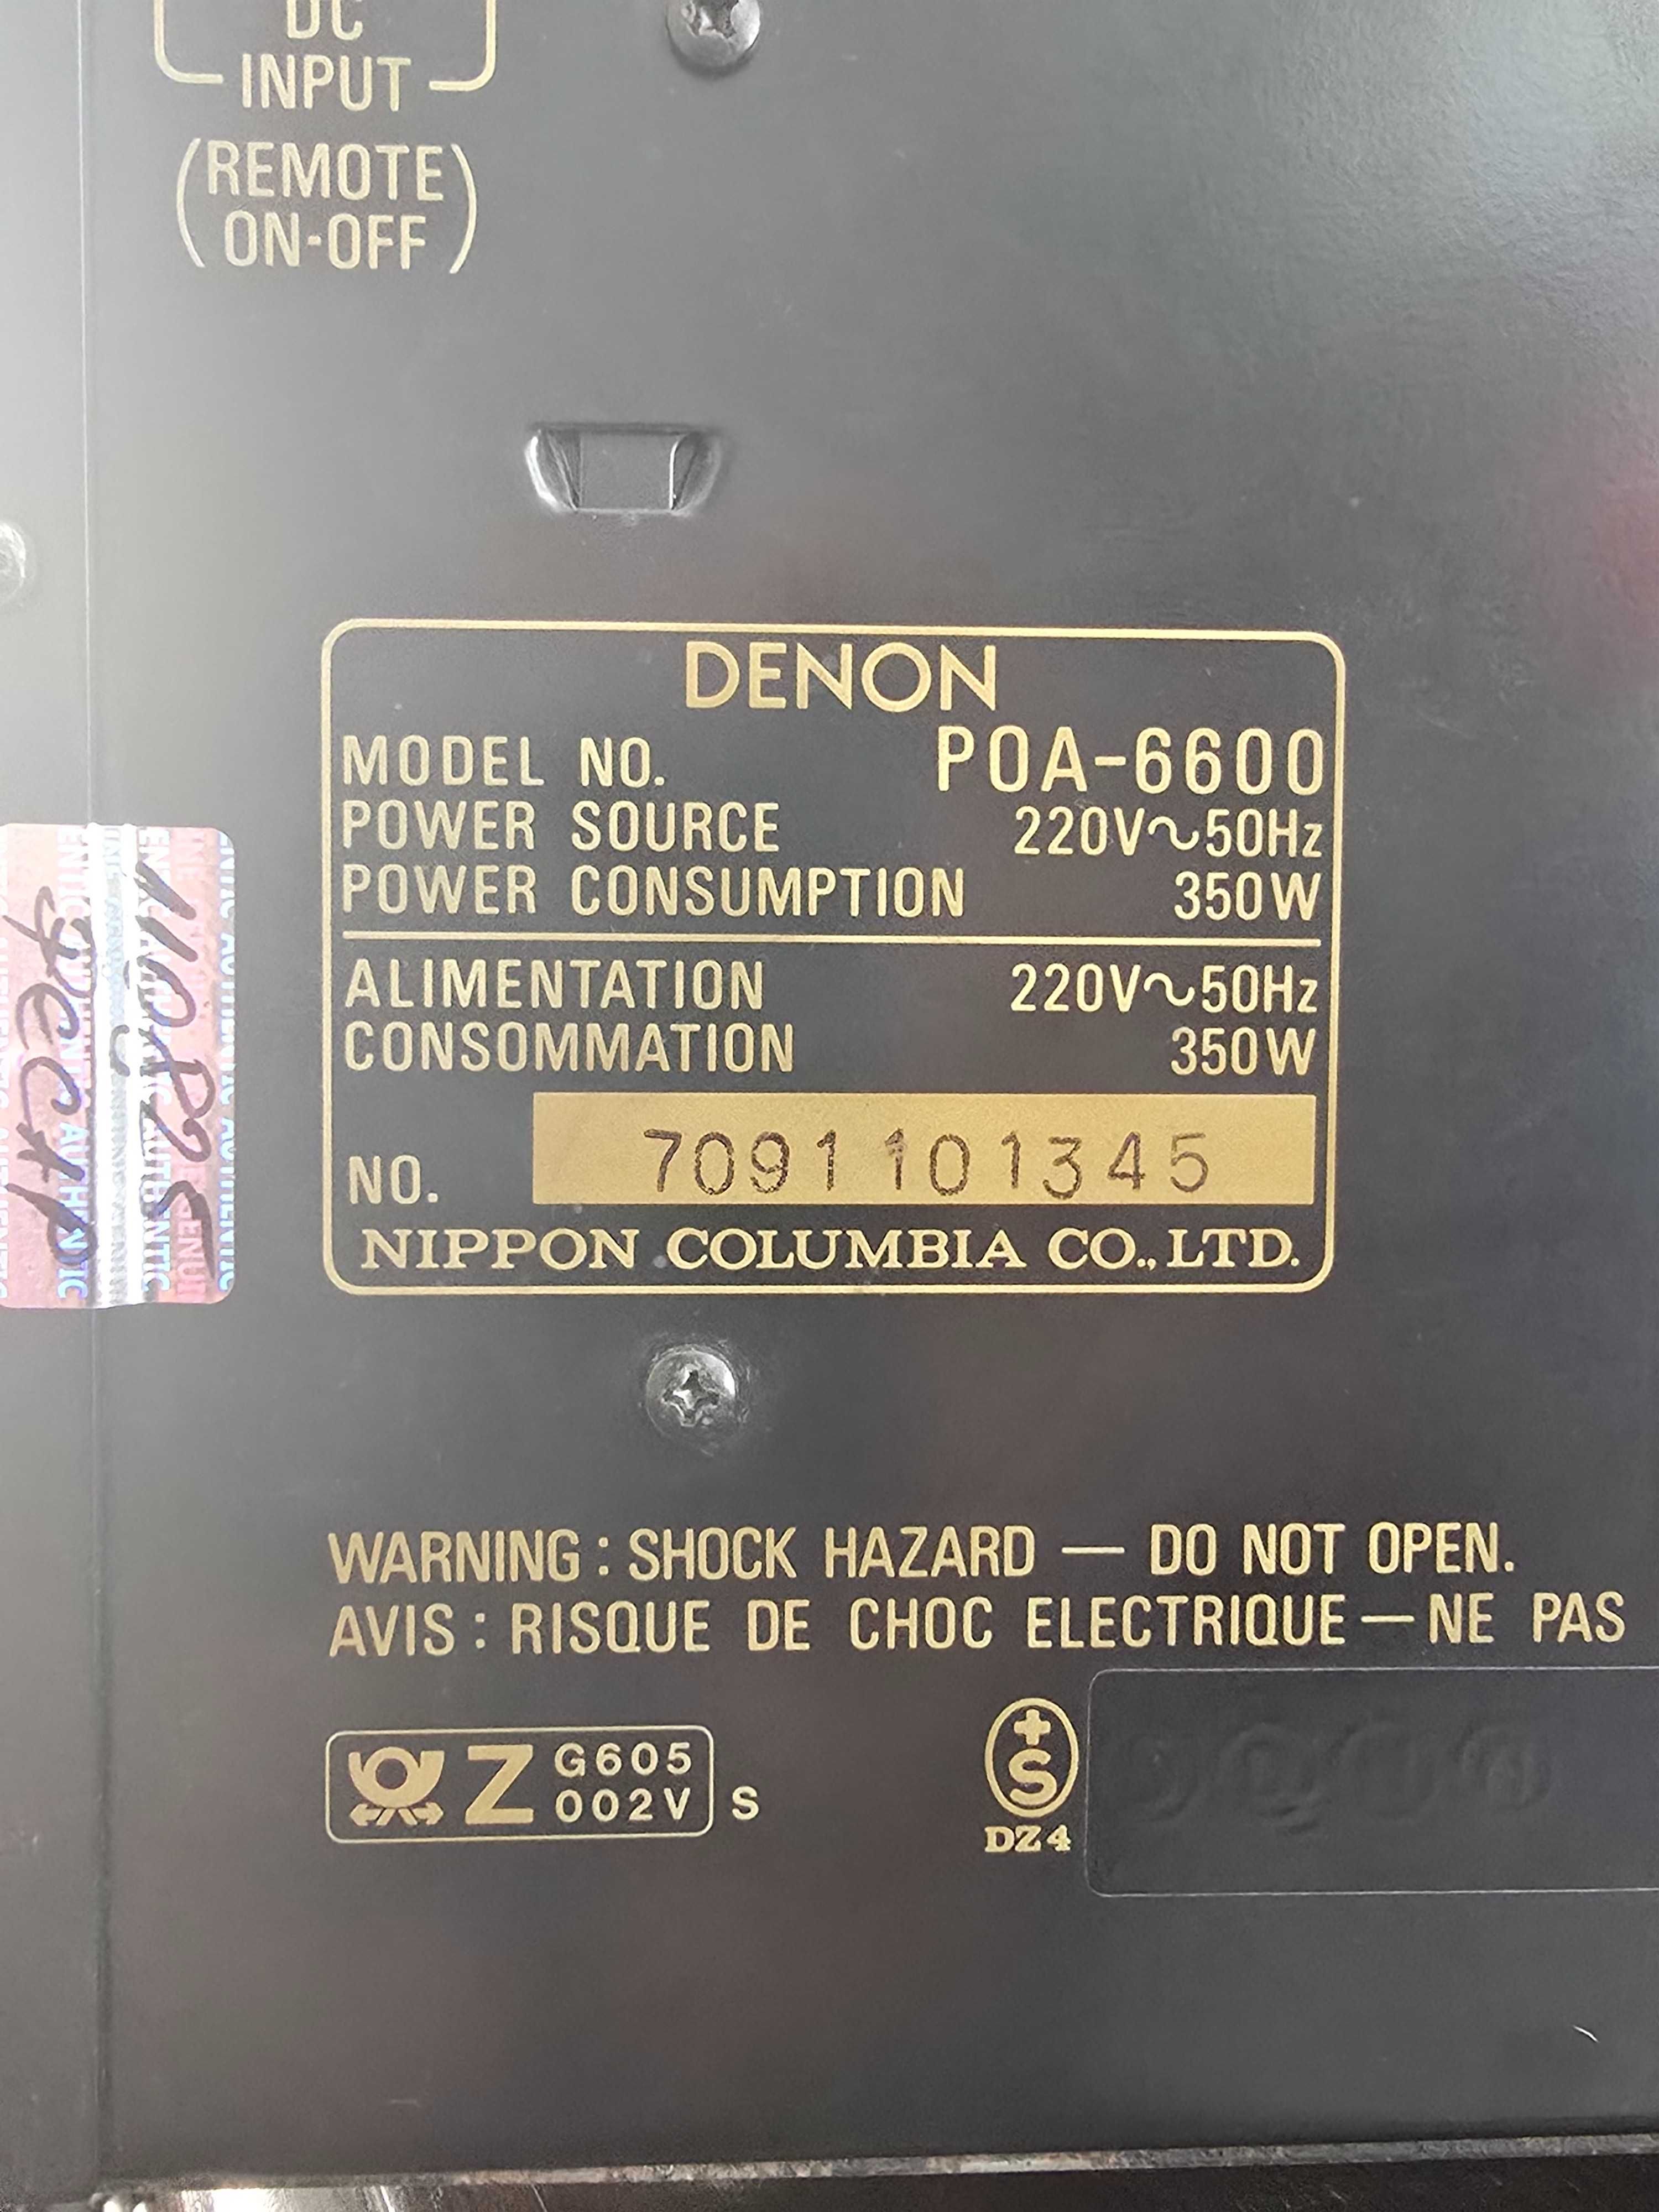 DC
INPUT
(REMOTE
ON-OFF)
DENON
MODEL NO. POA-6600
POWER SOURCE 220V~50Hz
POWER CONSUMPTION 350W
ALIMENTATION 220V~50Hz
CONSOMMATION 350W
NO. 7091101345
NIPPON COLUMBIA CO., LTD.
WARNING : SHOCK HAZARD — DO NOT OPEN.
AVIS : RISQUE DE CHOC ELECTRIQUE — NE PAS
Z G605
002V S
+S
DZ4
AUTHENTIC